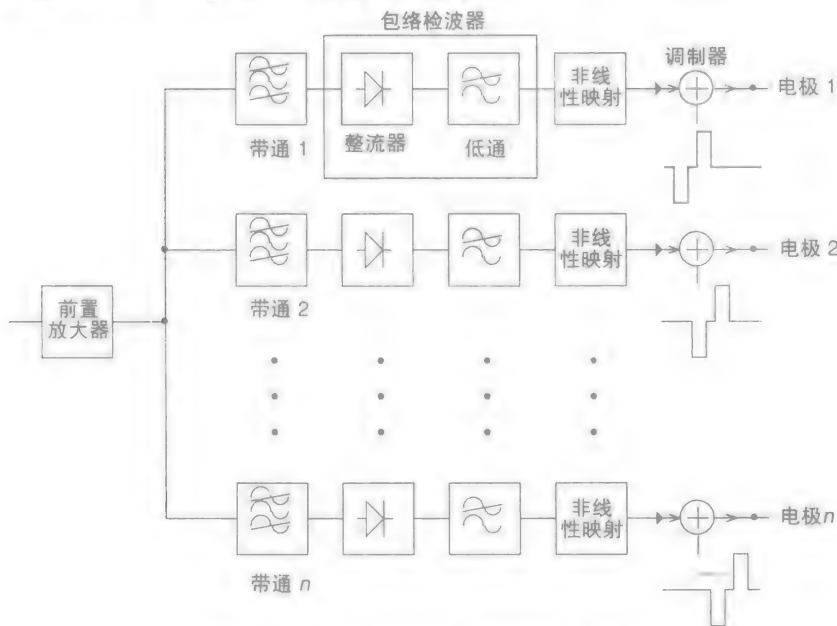 包络检波器
调制器
非线
性映射
电极 1
带通 1
整流器
低通
非线
性映射
电极 2
前置
放大器
带通 2
非线
性映射
电极n
带通 n